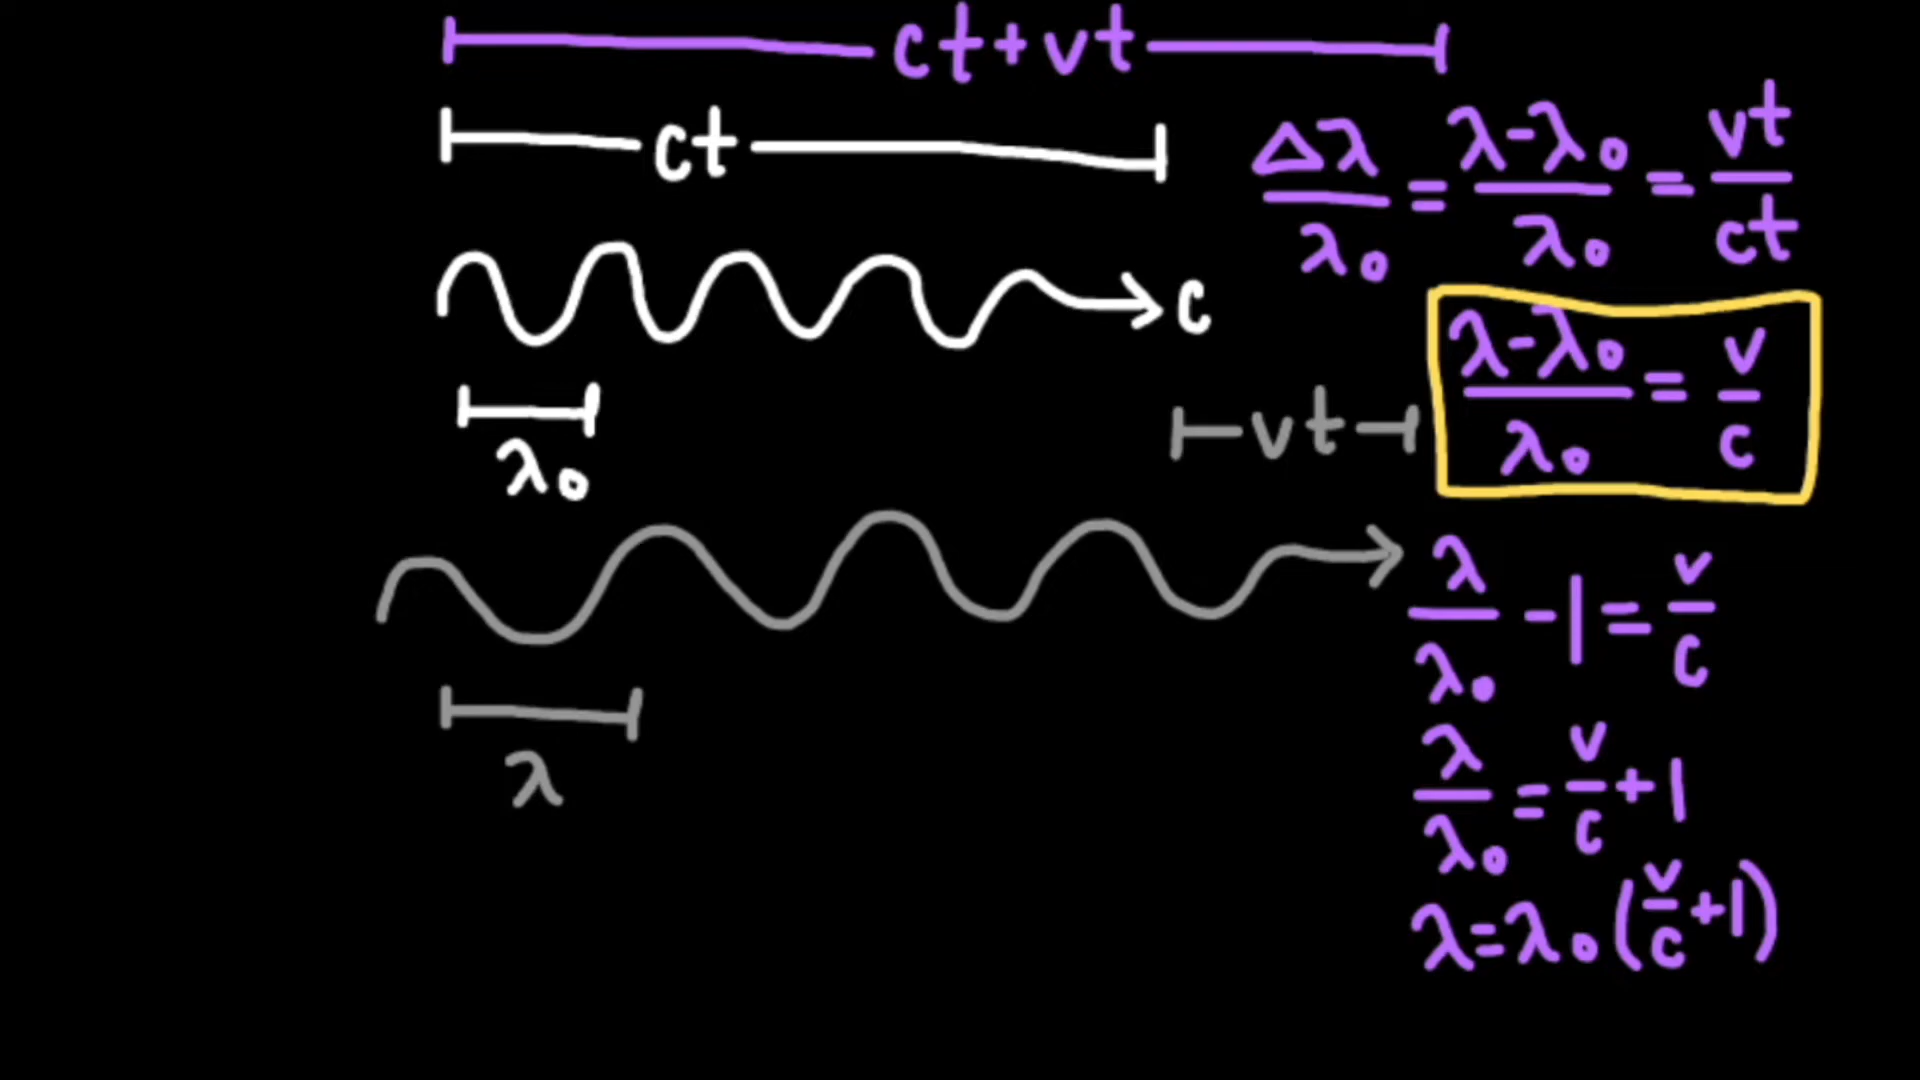 ct+vt
ct
Δλ/λ₀ = λ-λ₀/λ₀ = vt/ct
c
λ-λ₀/λ₀ = v/c
vt
λ₀
λ/λ₀ -1 = v/c
λ
λ/λ₀ = v/c +1
λ=λ₀(v/c+1)